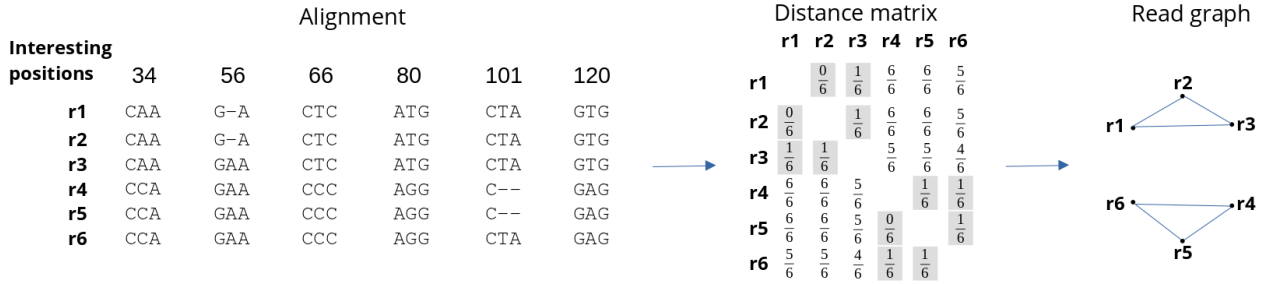 Alignment
Distance matrix
Read graph
Interesting positions 34 56 66 80 101 120
r1 CAA G-A CTC ATG CTA GTG
r2 CAA G-A CTC ATG CTA GTG
r3 CAA GAA CTC ATG CTA GTG
r4 CCA GAA CCC AGG C-- GAG
r5 CCA GAA CCC AGG C-- GAG
r6 CCA GAA CCC AGG CTA GAG
r1 r2 r3 r4 r5 r6
r1 0/6 1/6 6/6 6/6 5/6
r2 0/6 1/6 6/6 6/6 5/6
r3 1/6 1/6 5/6 5/6 4/6
r4 6/6 6/6 5/6 1/6 1/6
r5 6/6 6/6 5/6 0/6 1/6
r6 5/6 5/6 4/6 1/6 1/6
r2
r1 r3
r6 r4
r5